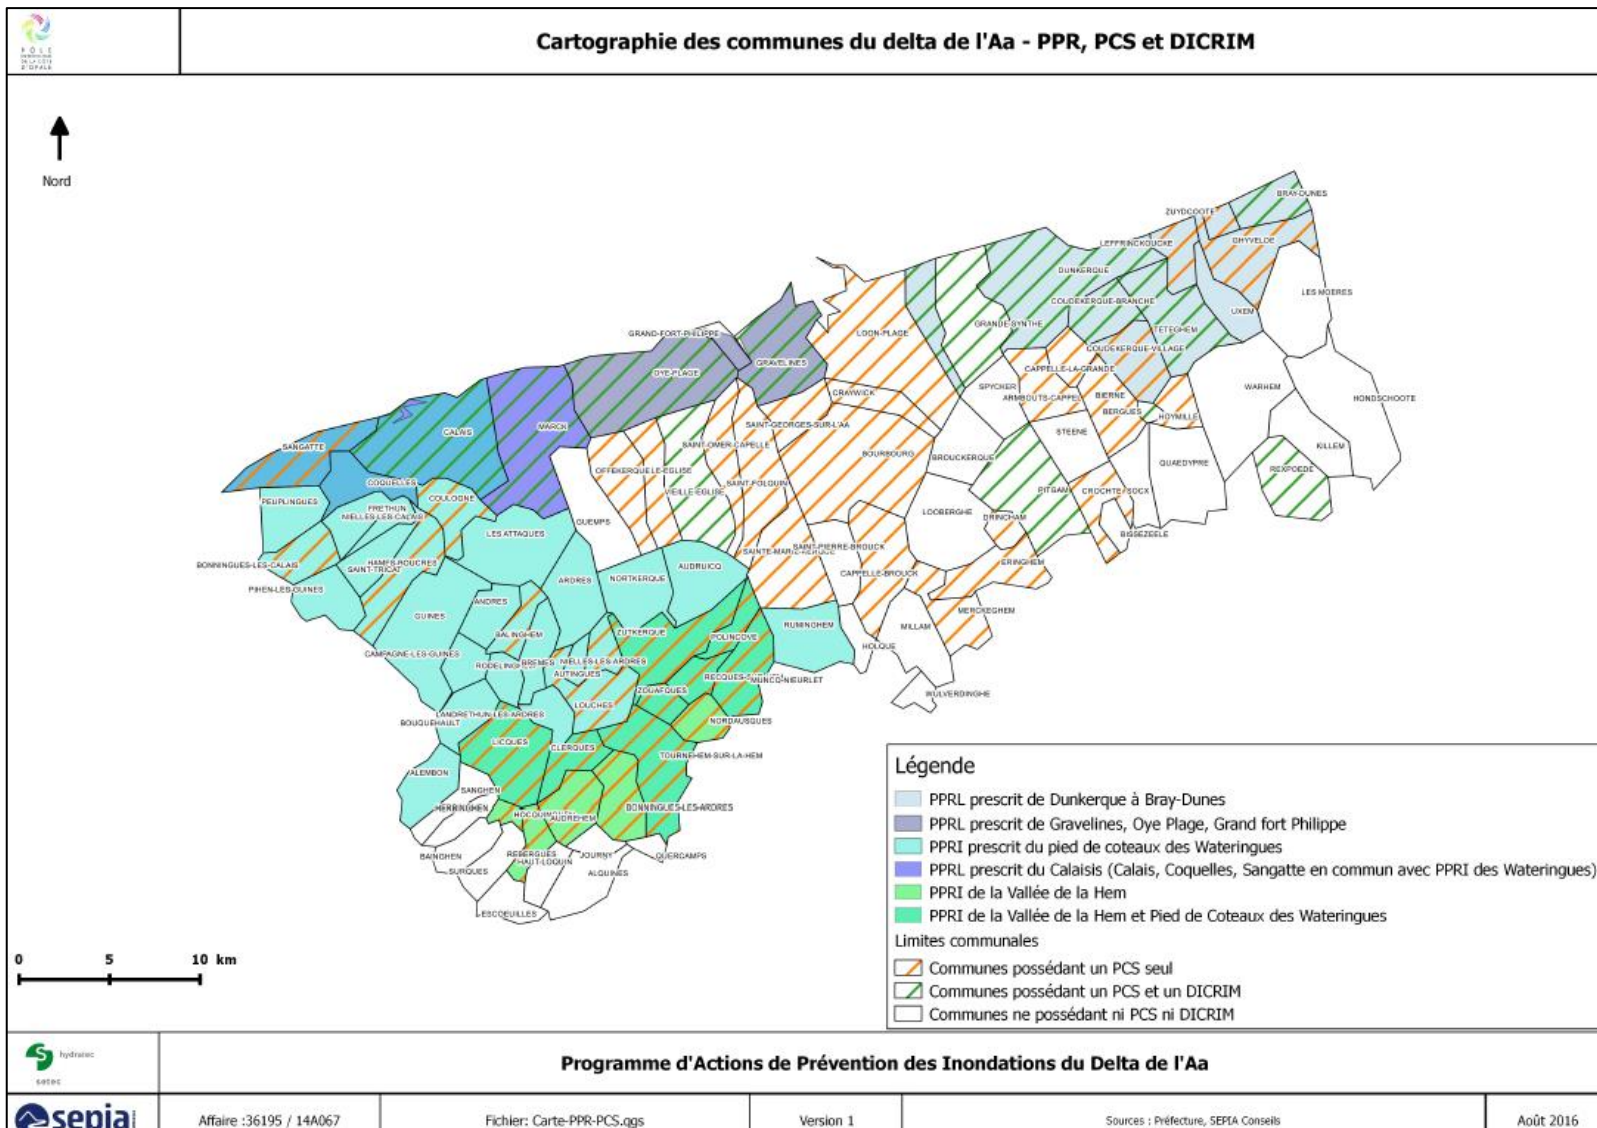 PÔLE
D'OPALE
Cartographie des communes du delta de l'Aa - PPR, PCS et DICRIM
Nord
BRAY-DUNES
ZUYDCOOTE
GHYVELDE
LEFFRINCKOUCKE
DUNKERQUE
LES MOERES
COUDEKERQUE-BRANCHE
UXEM
GRANDE-SYNTHE
TETEGHEM
LOON-PLAGE
GRAND-FORT-PHILIPPE
COUDEKERQUE-VILLAGE
GRAVELINES
CAPPELLE-LA-GRANDE
OYE-PLAGE
SPYCKER
WARHEM
CRAYWICK
ARMBOUTS-CAPPEL
BIERNE
HONDSCHOOTE
BERGUES
HOYMILLE
SAINT-GEORGES-SUR-L'AA
MARCK
CALAIS
STEENE
SANGATTE
SAINT-OMER-CAPELLE
KILLEM
BOURBOURG
BROUCKERQUE
QUAEDYPRE
OFFEKERQUE
REXPOEDE
COQUELLES
SAINT-FOLQUIN
VIEILLE-EGLISE
PITGAM
CROCHTE
SOCX
COULOGNE
PEUPLINGUES
FRETHUN
LOOBERGHE
NIELLES-LES-CALAIS
DRINCHAM
GUEMPS
LES ATTAQUES
BISSEZEELE
SAINT-PIERRE-BROUCK
HAMES-BOUCRES
ERINGHEM
BONNINGUES-LES-CALAIS
SAINT-TRICAT
AUDRUICQ
CAPPELLE-BROUCK
NORTKERQUE
ARDRES
PIHEN-LES-GUINES
ANDRES
MERCKEGHEM
GUINES
RUMINGHEM
MILLAM
BALINGHEM
ZUTKERQUE
POLINCOVE
HOLQUE
CAMPAGNE-LES-GUINES
BREMES
NIELLES-LES-ARDRES
AUTINGUES
MUNCQ-NIEURLET
ZOUAFQUES
WULVERDINGHE
LOUCHES
LANDRETHUN-LES-ARDRES
BOUQUEHAULT
NORDAUSQUES
LICQUES
CLERQUES
TOURNEHEM-SUR-LA-HEM
ALEMBON
SANGHEN
HERBINGHEN
BONNINGUES-LES-ARDRES
AUDREHEM
REBERGUES
JOURNY
QUERCAMPS
BAINGHEN
HAUT-LOQUIN
SURQUES
ALQUINES
ESCOEUILLES
0 5 10 km
Légende
PPRL prescrit de Dunkerque à Bray-Dunes
PPRL prescrit de Gravelines, Oye Plage, Grand fort Philippe
PPRI prescrit du pied de coteaux des Wateringues
PPRL prescrit du Calaisis (Calais, Coquelles, Sangatte en commun avec PPRI des Wateringues)
PPRI de la Vallée de la Hem
PPRI de la Vallée de la Hem et Pied de Coteaux des Wateringues
Limites communales
Communes possédant un PCS seul
Communes possédant un PCS et un DICRIM
Communes ne possédant ni PCS ni DICRIM
hydratec
setec
Programme d'Actions de Prévention des Inondations du Delta de l'Aa
sepia
Affaire :36195 / 14A067
Fichier: Carte-PPR-PCS.qgs
Version 1
Sources : Préfecture, SEPIA Conseils
Août 2016